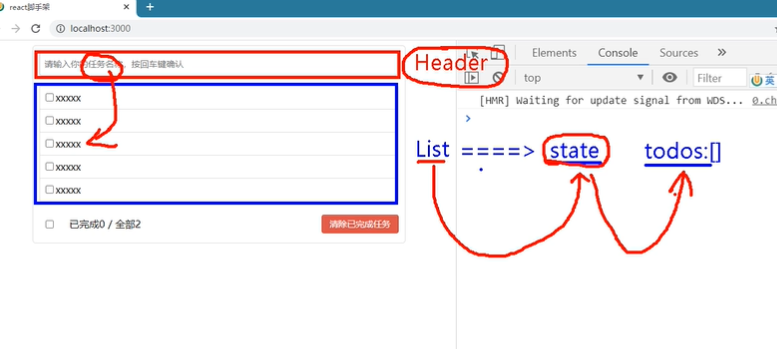 react脚手架
localhost:3000
请输入你的任务名称，按回车键确认
Header
Elements Console Sources »
top Filter 英
[HMR] Waiting for update signal from WDS... 0.ch
>
xxxxx
xxxxx
xxxxx
xxxxx
xxxxx
List ====> state todos:[]
已完成0 / 全部2
清除已完成任务